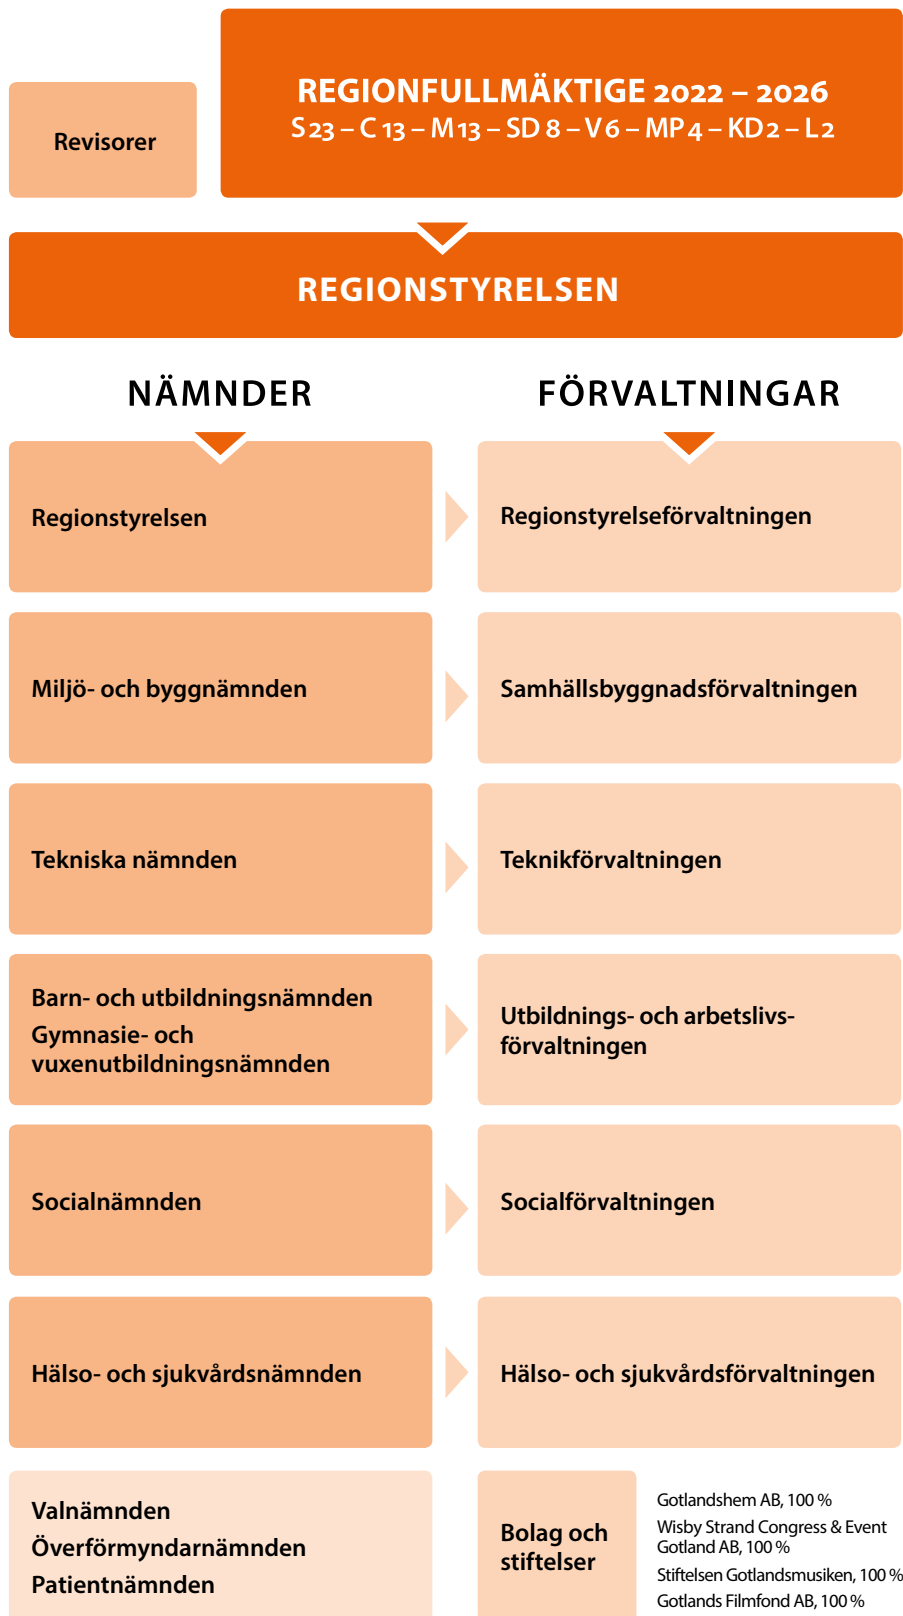 Revisorer
REGIONFULLMÄKTIGE 2022 – 2026
S 23 – C 13 – M 13 – SD 8 – V 6 – MP 4 – KD 2 – L 2
REGIONSTYRELSEN
NÄMNDER
FÖRVALTNINGAR
Regionstyrelsen
Regionstyrelseförvaltningen
Miljö- och byggnämnden
Samhällsbyggnadsförvaltningen
Tekniska nämnden
Teknikförvaltningen
Barn- och utbildningsnämnden
Gymnasie- och
vuxenutbildningsnämnden
Utbildnings- och arbetslivs-
förvaltningen
Socialnämnden
Socialförvaltningen
Hälso- och sjukvårdsnämnden
Hälso- och sjukvårdsförvaltningen
Valnämnden
Överförmyndarnämnden
Patientnämnden
Bolag och
stiftelser
Gotlandshem AB, 100 %
Wisby Strand Congress & Event
Gotland AB, 100 %
Stiftelsen Gotlandsmusiken, 100 %
Gotlands Filmfond AB, 100 %